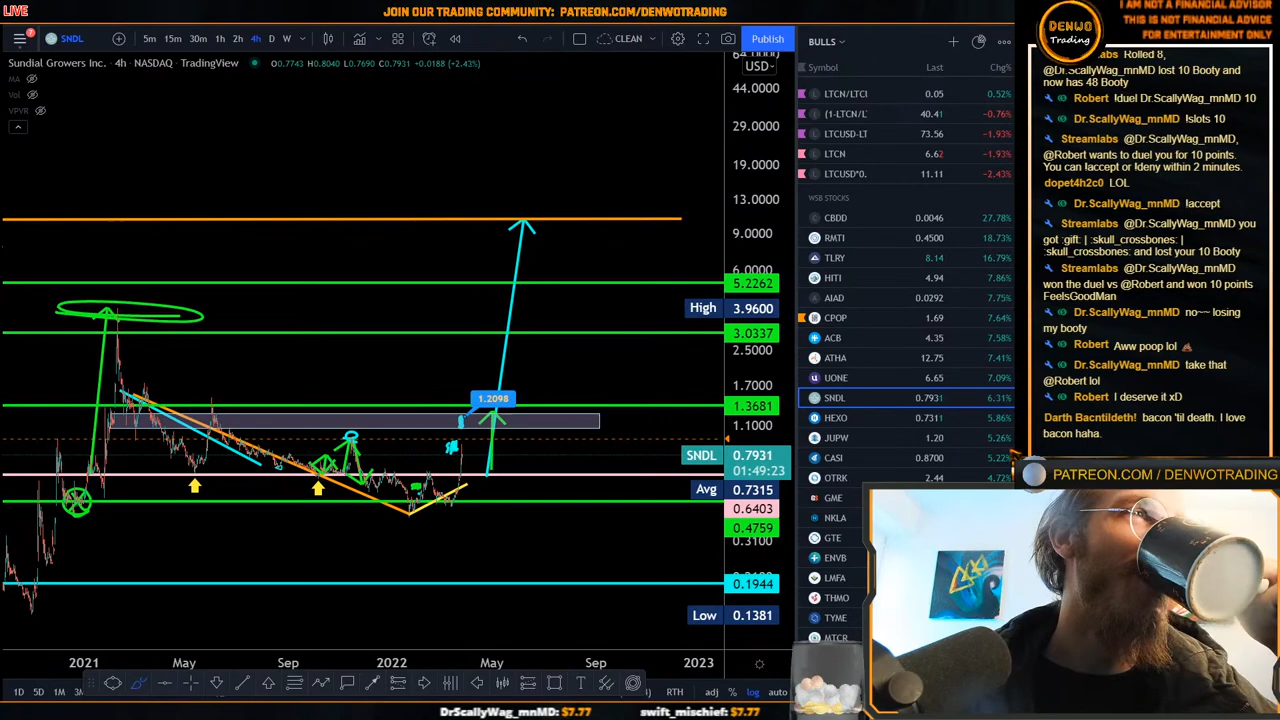 LIVE
JOIN OUR TRADING COMMUNITY: PATREON.COM/DENWOTRADING
7
SNDL
5m 15m 30m 1h 2h 4h D W
CLEAN
Publish
Sundial Growers Inc. · 4h · NASDAQ · TradingView
O0.7743 H0.8040 L0.7690 C0.7931 +0.0188 (+2.43%)
MA
Vol
VPVR
USD
44.0000
29.0000
19.0000
13.0000
9.0000
6.0000
5.2262
High 3.9600
3.0337
2.5000
1.7000
1.2098
1.3681
1.1000
SNDL 0.7931
01:49:23
Avg 0.7315
0.6403
0.4759
0.3100
0.1944
Low 0.1381
2021 May Sep 2022 May Sep 2023
1D 5D 1M 3M
RTH adj % log auto
BULLS
Symbol Last Chg%
LTCN/LTCU 0.05 0.52%
(1-LTCN/L 40.41 −0.76%
LTCUSD-LT 73.56 −1.93%
LTCN 6.62 −1.93%
LTCUSD*0. 11.11 −2.43%
WSB STOCKS
CBDD 0.0046 27.78%
RMTI 0.4500 18.73%
TLRY 8.14 16.79%
HITI 4.94 7.86%
AIAD 0.0292 7.75%
CPOP 1.69 7.64%
ACB 4.35 7.58%
ATHA 12.75 7.41%
UONE 6.65 7.09%
SNDL 0.7931 6.31%
HEXO 0.7311 5.86%
JUPW 1.20 5.26%
CASI 0.8700 5.22%
OTRK 2.44 4.72%
GME
NKLA
GTE
ENVB
LMFA
THMO
TYME
MTCR
DENWO
Trading
I AM NOT A FINANCIAL ADVISOR
THIS IS NOT FINANCIAL ADVICE
FOR ENTERTAINMENT ONLY
Streamlabs Rolled 8,
@Dr.ScallyWag_mnMD lost 10 Booty and
now has 48 Booty
Robert !duel Dr.ScallyWag_mnMD 10
Dr.ScallyWag_mnMD !slots 10
Streamlabs @Dr.ScallyWag_mnMD,
@Robert wants to duel you for 10 points.
You can !accept or !deny within 2 minutes.
dopet4h2c0 LOL
Dr.ScallyWag_mnMD !accept
Streamlabs @Dr.ScallyWag_mnMD you
got :gift: | :skull_crossbones: |
:skull_crossbones: and lost your 10 Booty
Streamlabs @Dr.ScallyWag_mnMD
won the duel vs @Robert and won 10 points
FeelsGoodMan
Dr.ScallyWag_mnMD no~~ losing
my booty
Robert Aww poop lol
Dr.ScallyWag_mnMD take that
@Robert lol
Robert I deserve it xD
Darth Bacntildeth! bacon 'til death. I love
bacon haha.
PATREON.COM/DENWOTRADING
DrScallyWag_mnMD: $7.77 swift_mischief: $7.77